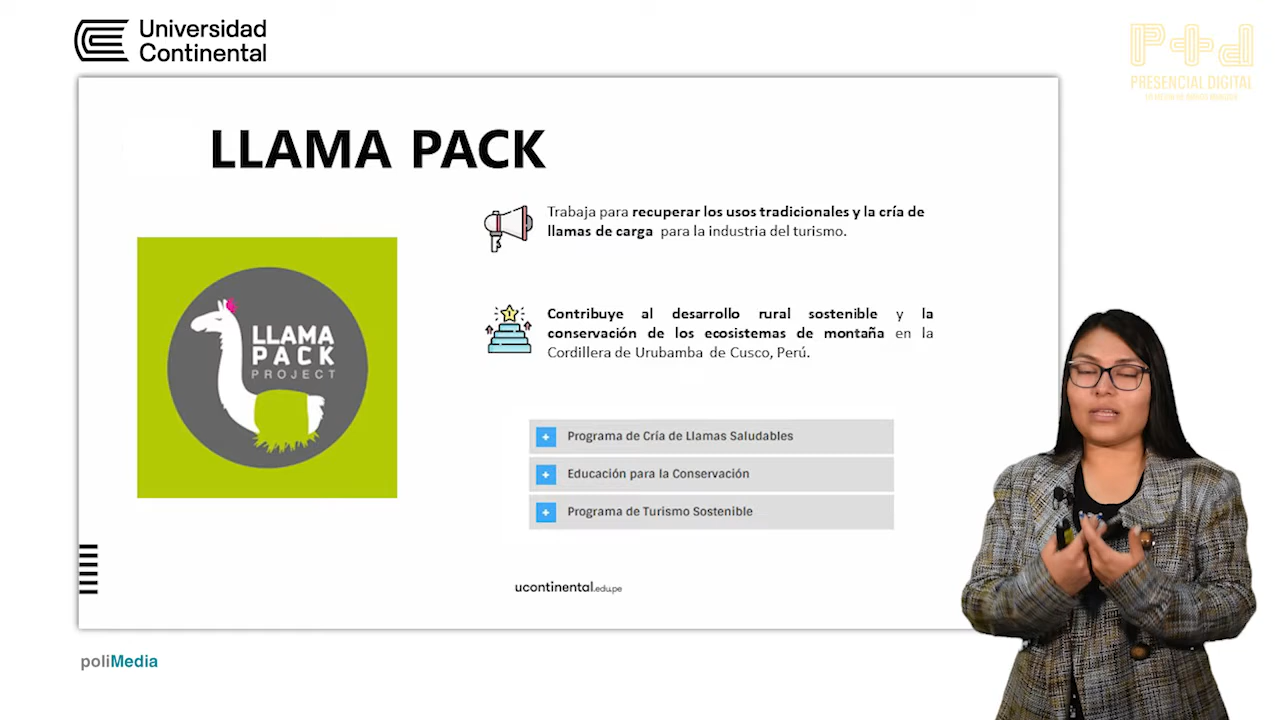 Universidad
Continental
P+d
PRESENCIAL DIGITAL
LLAMA PACK
Trabaja para recuperar los usos tradicionales y la cría de
llamas de carga para la industria del turismo.
LLAMA
PACK
PROJECT
1
Contribuye al desarrollo rural sostenible y la
conservación de los ecosistemas de montaña en la
Cordillera de Urubamba de Cusco, Perú.
+ Programa de Cría de Llamas Saludables
+ Educación para la Conservación
+ Programa de Turismo Sostenible
ucontinental.edu.pe
poliMedia